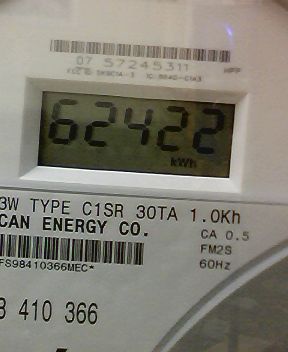 07 57245311
62422
kWh
3W TYPE C1SR 30TA 1.0Kh
CAN ENERGY CO.
CA 0.5
FM2S
FS98410366MEC*
60Hz
410 366